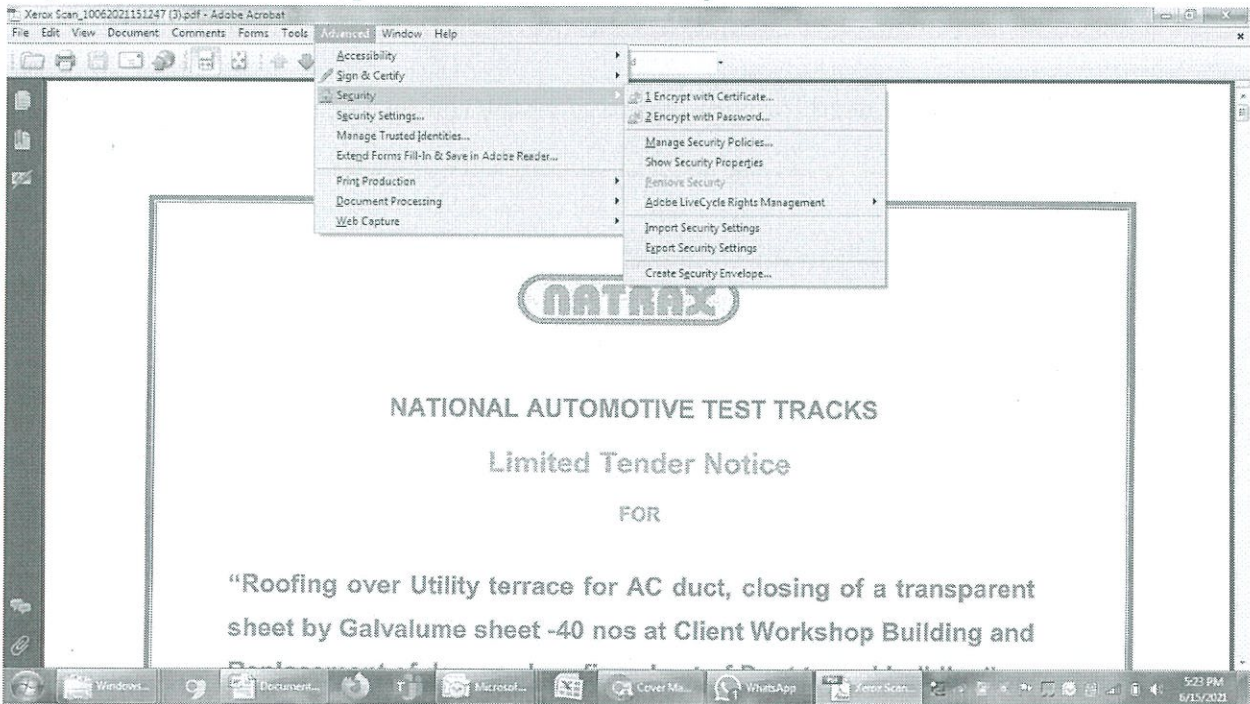 Xerox Scan_10062021151247 (3).pdf - Adobe Acrobat
File Edit View Document Comments Forms Tools Advanced Window Help
Accessibility
Sign & Certify
Security
Security Settings...
Manage Trusted Identities...
Extend Forms Fill-In & Save in Adobe Reader...
Print Production
Document Processing
Web Capture
1 Encrypt with Certificate...
2 Encrypt with Password...
Manage Security Policies...
Show Security Properties
Remove Security
Adobe LiveCycle Rights Management
Import Security Settings
Export Security Settings
Create Security Envelope...
NATRAX
NATIONAL AUTOMOTIVE TEST TRACKS
Limited Tender Notice
FOR
“Roofing over Utility terrace for AC duct, closing of a transparent
sheet by Galvalume sheet -40 nos at Client Workshop Building and
Windows... Document... Microsof... Cover Ma... WhatsApp Xerox Scan...
5:23 PM
6/15/2021